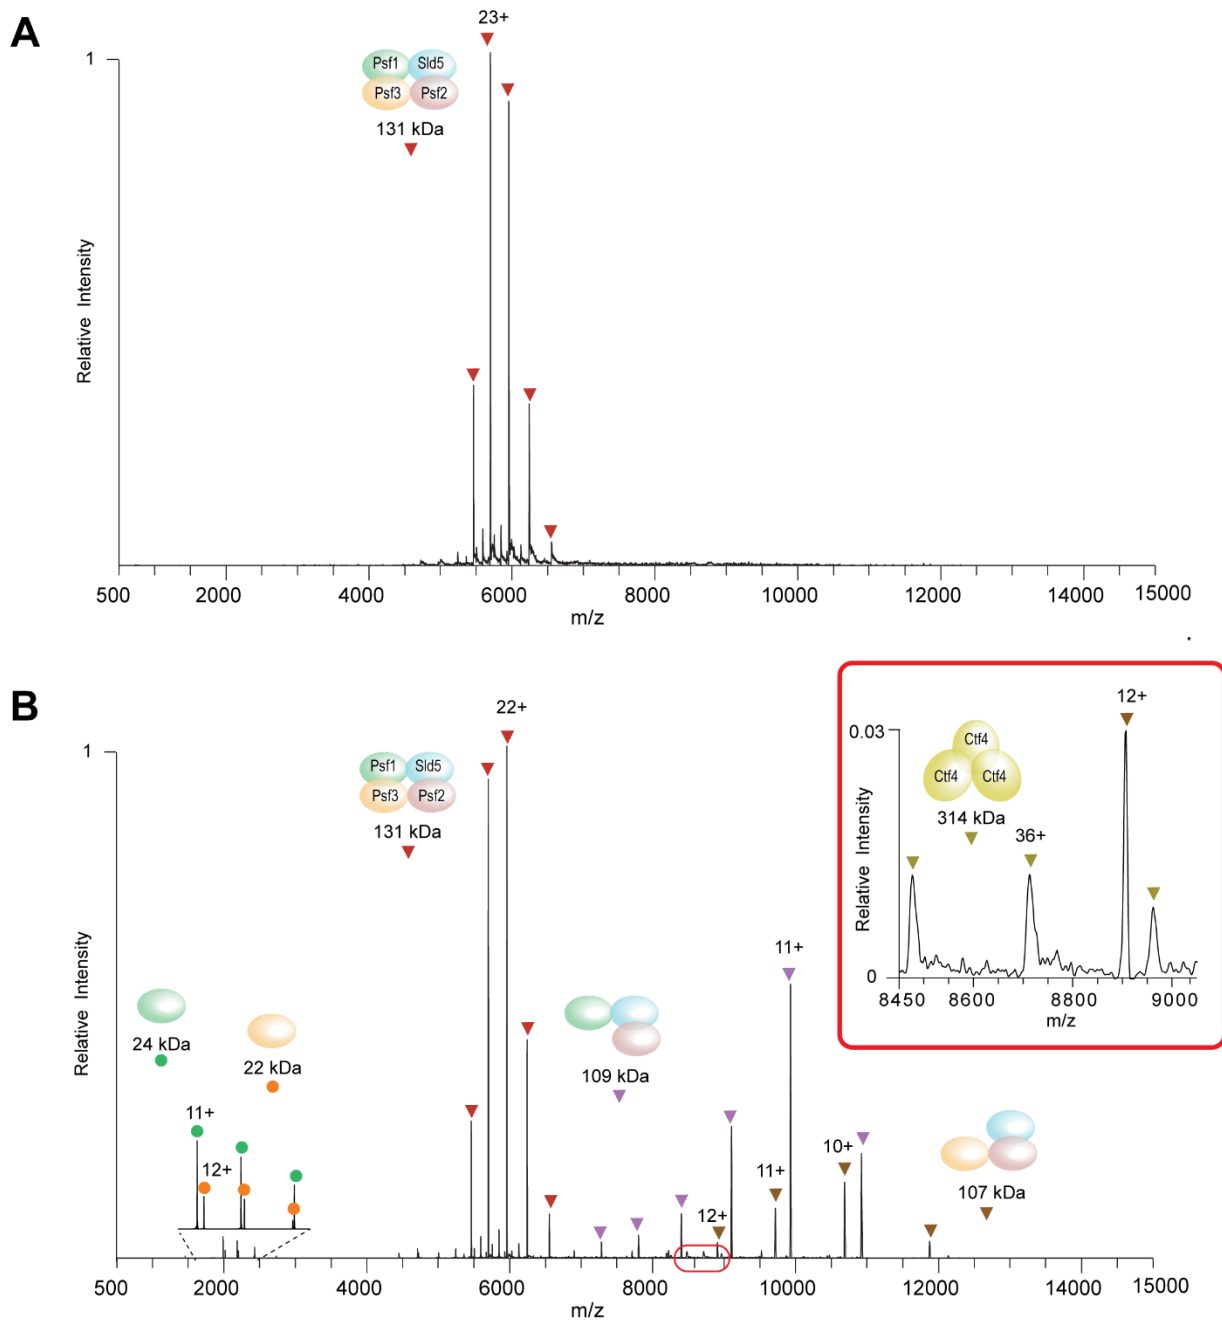 A
23+
1
Psf1 Sld5
Psf3 Psf2
131 kDa
Relative Intensity
500 2000 4000 6000 8000 10000 12000 14000 15000
m/z
.
B
22+
1
Psf1 Sld5
Psf3 Psf2
131 kDa
Relative Intensity
24 kDa
22 kDa
11+
12+
109 kDa
11+
12+
11+
10+
107 kDa
500 2000 4000 6000 8000 10000 12000 14000 15000
m/z
12+
0.03
Ctf4
Ctf4 Ctf4
314 kDa
36+
Relative Intensity
0
8450 8600 8800 9000
m/z